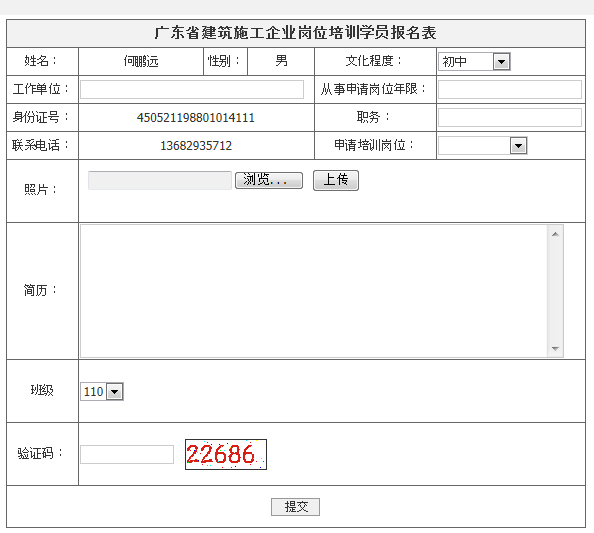 广东省建筑施工企业岗位培训学员报名表
姓名： 何鹏远 性别： 男 文化程度： 初中
工作单位： 从事申请岗位年限：
身份证号： 450521198801014111 职务：
联系电话： 13682935712 申请培训岗位：
照片： 浏览... 上传
简历：
班级 110
验证码： 22686
提交